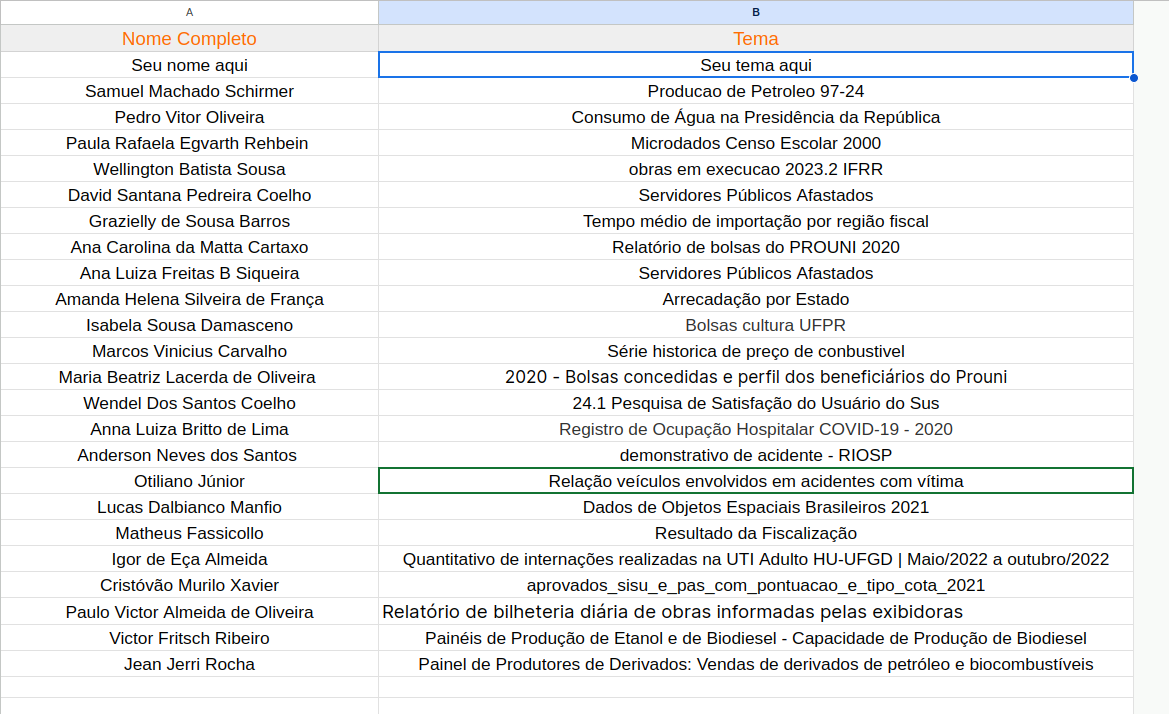 A B
Nome Completo Tema
Seu nome aqui Seu tema aqui
Samuel Machado Schirmer Producao de Petroleo 97-24
Pedro Vitor Oliveira Consumo de Água na Presidência da República
Paula Rafaela Egvarth Rehbein Microdados Censo Escolar 2000
Wellington Batista Sousa obras em execucao 2023.2 IFRR
David Santana Pedreira Coelho Servidores Públicos Afastados
Grazielly de Sousa Barros Tempo médio de importação por região fiscal
Ana Carolina da Matta Cartaxo Relatório de bolsas do PROUNI 2020
Ana Luiza Freitas B Siqueira Servidores Públicos Afastados
Amanda Helena Silveira de França Arrecadação por Estado
Isabela Sousa Damasceno Bolsas cultura UFPR
Marcos Vinicius Carvalho Série historica de preço de conbustivel
Maria Beatriz Lacerda de Oliveira 2020 - Bolsas concedidas e perfil dos beneficiários do Prouni
Wendel Dos Santos Coelho 24.1 Pesquisa de Satisfação do Usuário do Sus
Anna Luiza Britto de Lima Registro de Ocupação Hospitalar COVID-19 - 2020
Anderson Neves dos Santos demonstrativo de acidente - RIOSP
Otiliano Júnior Relação veículos envolvidos em acidentes com vítima
Lucas Dalbianco Manfio Dados de Objetos Espaciais Brasileiros 2021
Matheus Fassicollo Resultado da Fiscalização
Igor de Eça Almeida Quantitativo de internações realizadas na UTI Adulto HU-UFGD | Maio/2022 a outubro/2022
Cristóvão Murilo Xavier aprovados_sisu_e_pas_com_pontuacao_e_tipo_cota_2021
Paulo Victor Almeida de Oliveira Relatório de bilheteria diária de obras informadas pelas exibidoras
Victor Fritsch Ribeiro Painéis de Produção de Etanol e de Biodiesel - Capacidade de Produção de Biodiesel
Jean Jerri Rocha Painel de Produtores de Derivados: Vendas de derivados de petróleo e biocombustíveis